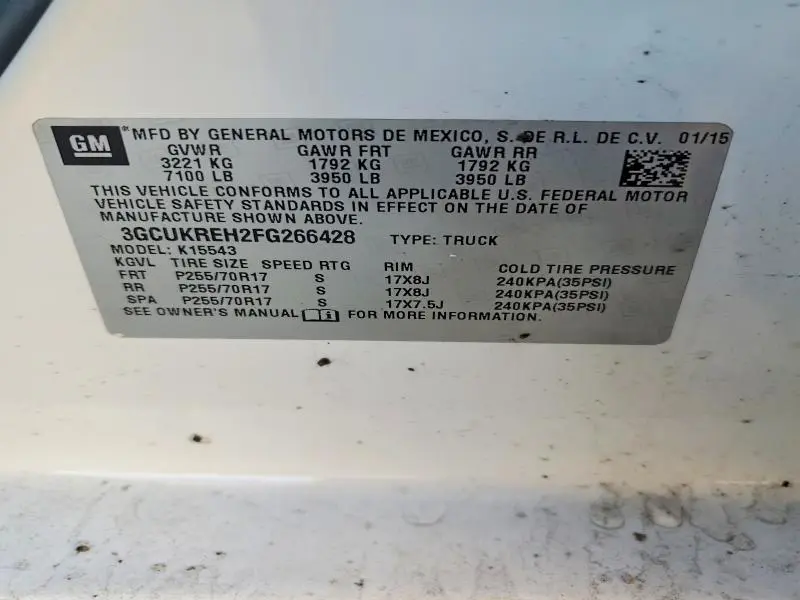 GM MFD BY GENERAL MOTORS DE MEXICO, S. DE R.L. DE C.V. 01/15
GVWR GAWR FRT GAWR RR
3221 KG 1792 KG 1792 KG
7100 LB 3950 LB 3950 LB
THIS VEHICLE CONFORMS TO ALL APPLICABLE U.S. FEDERAL MOTOR
VEHICLE SAFETY STANDARDS IN EFFECT ON THE DATE OF
MANUFACTURE SHOWN ABOVE.
3GCUKREH2FG266428 TYPE: TRUCK
MODEL: K15543
KGVL TIRE SIZE SPEED RTG RIM COLD TIRE PRESSURE
FRT P255/70R17 S 17X8J 240KPA(35PSI)
RR P255/70R17 S 17X8J 240KPA(35PSI)
SPA P255/70R17 S 17X7.5J 240KPA(35PSI)
SEE OWNER'S MANUAL FOR MORE INFORMATION.